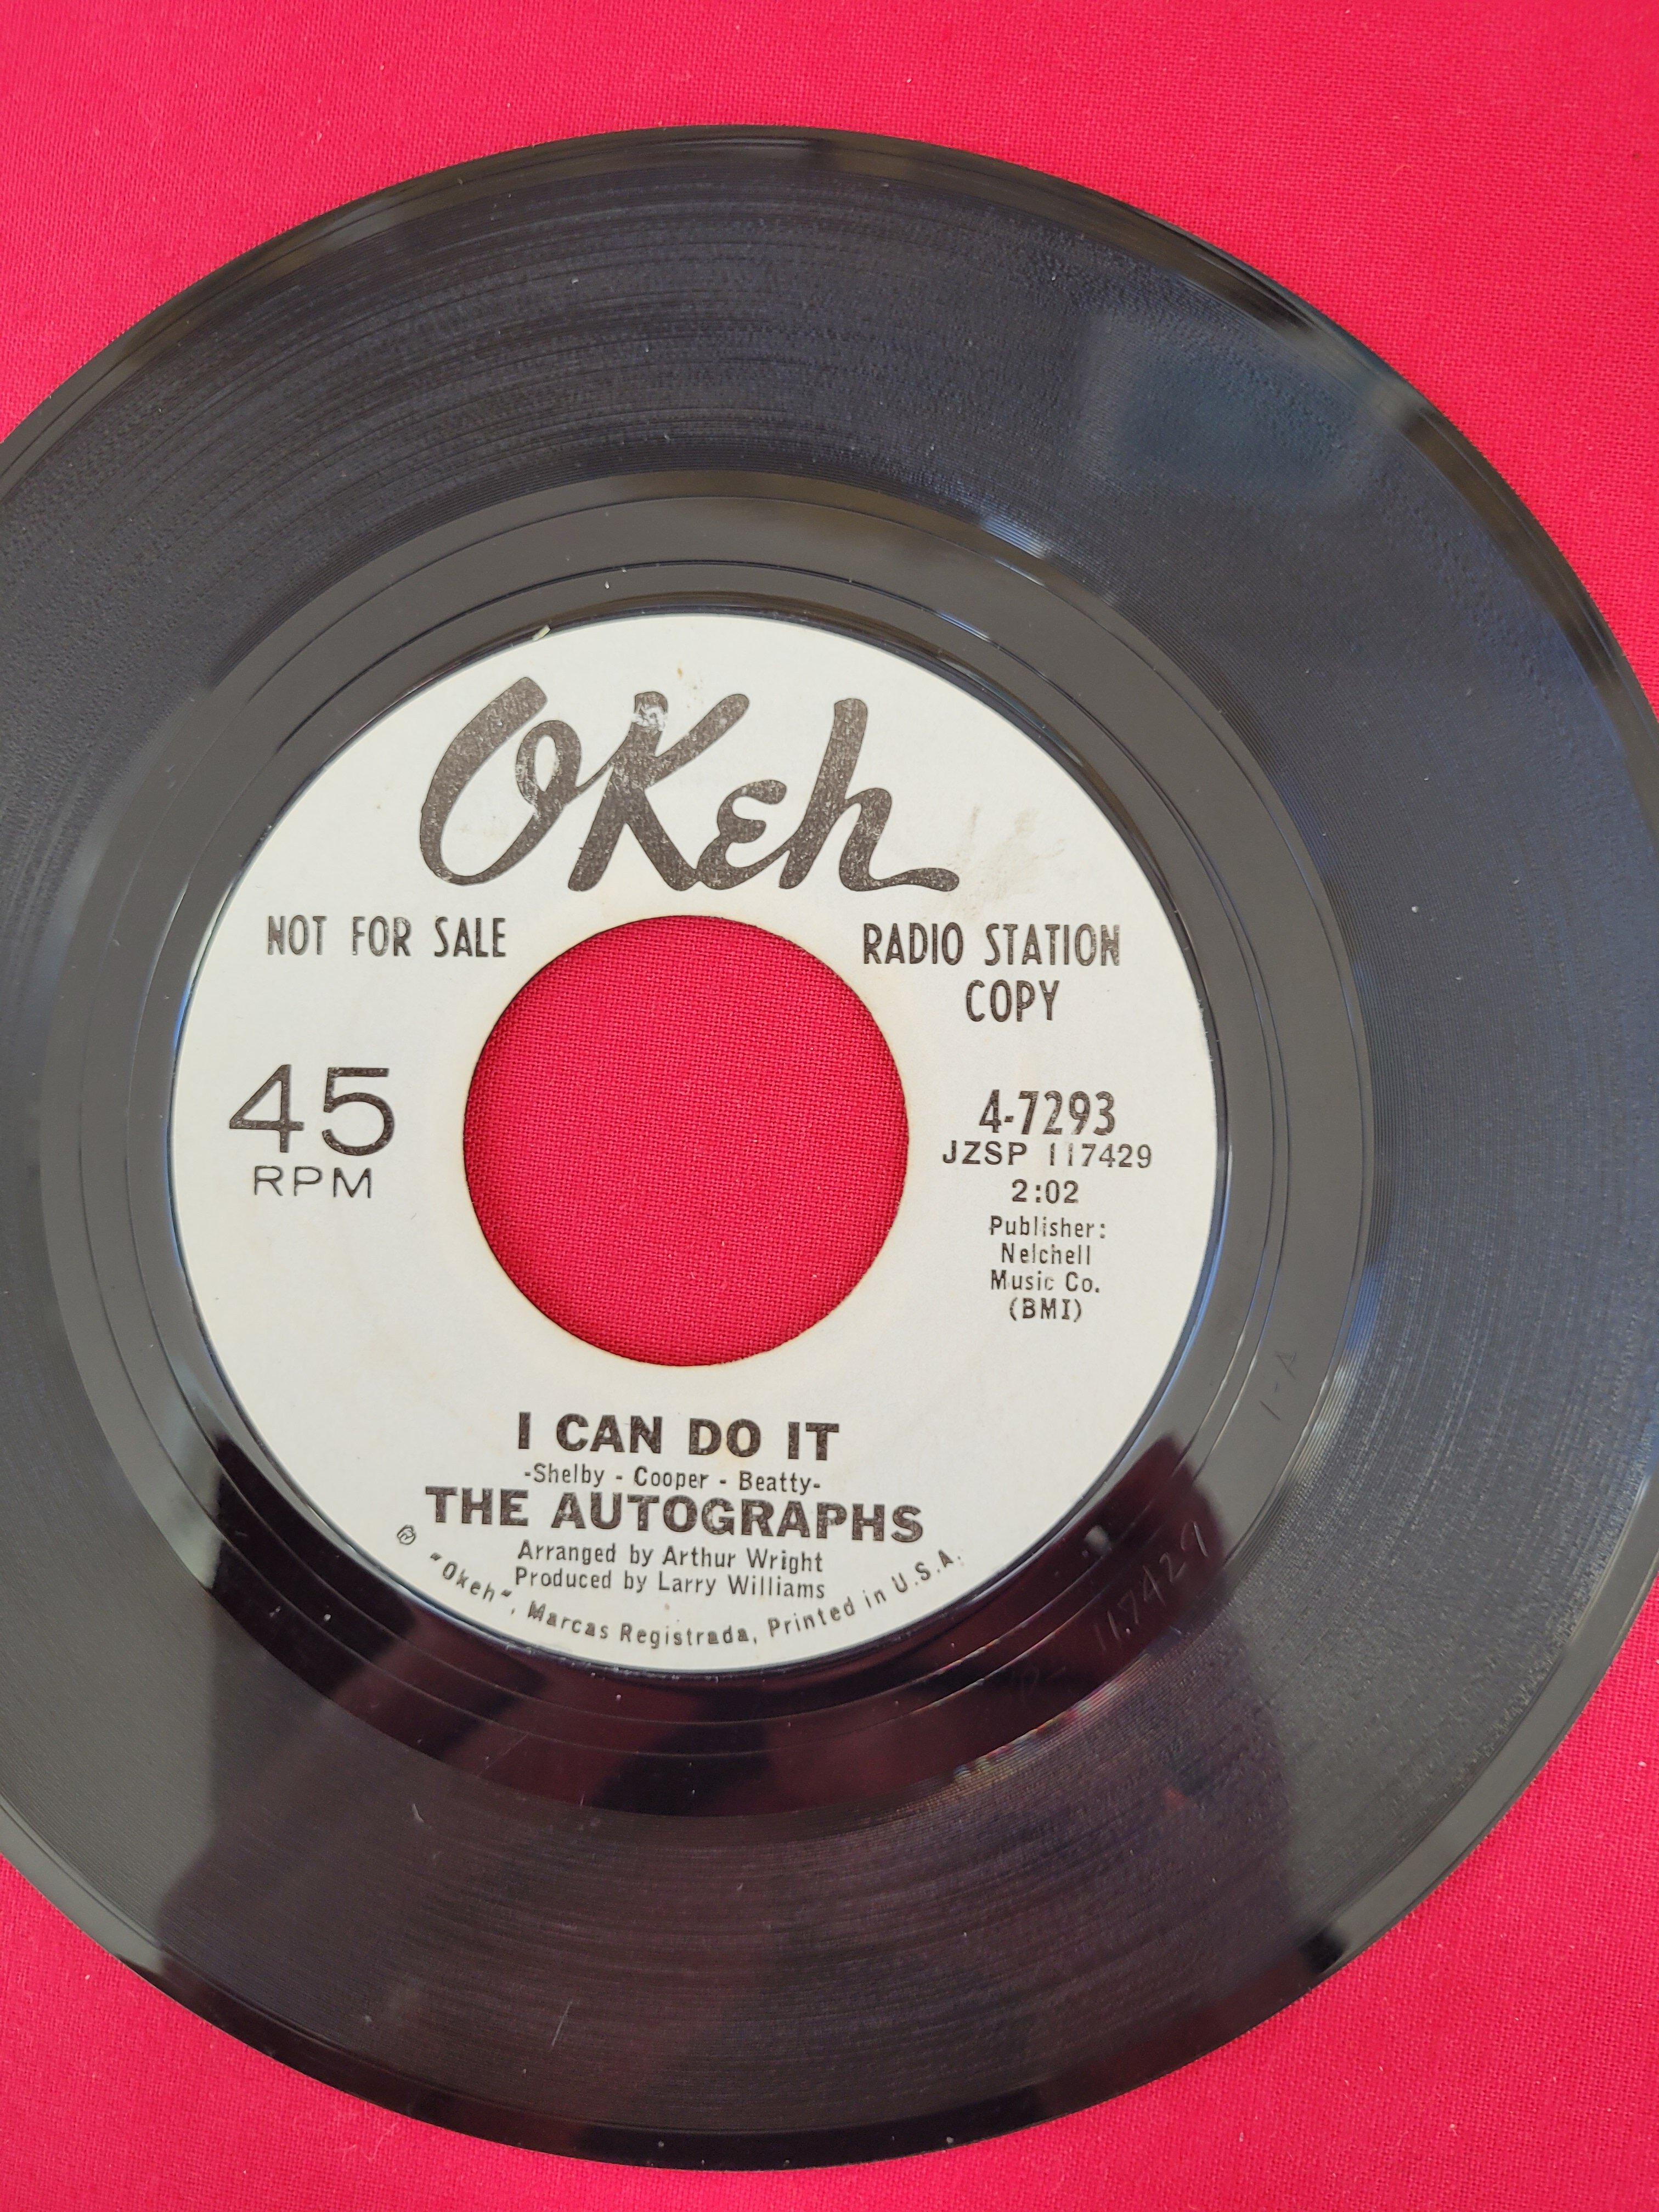 OKeh
NOT FOR SALE
RADIO STATION
COPY
45
RPM
4-7293
JZSP 117429
2:02
Publisher:
Nelchell
Music Co.
(BMI)
I CAN DO IT
-Shelby - Cooper - Beatty-
THE AUTOGRAPHS
Arranged by Arthur Wright
Produced by Larry Williams
"Okeh", Marcas Registrada, Printed in U.S.A.
117429
1-A